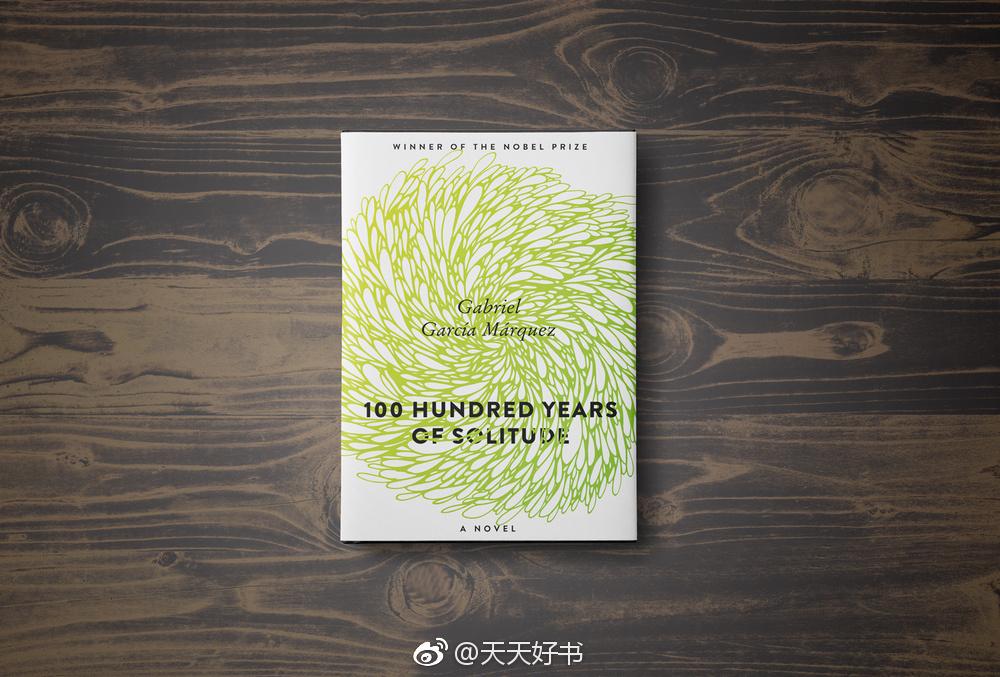 WINNER OF THE NOBEL PRIZE
Gabriel
García Márquez
100 HUNDRED YEARS
OF SOLITUDE
A NOVEL
@天天好书